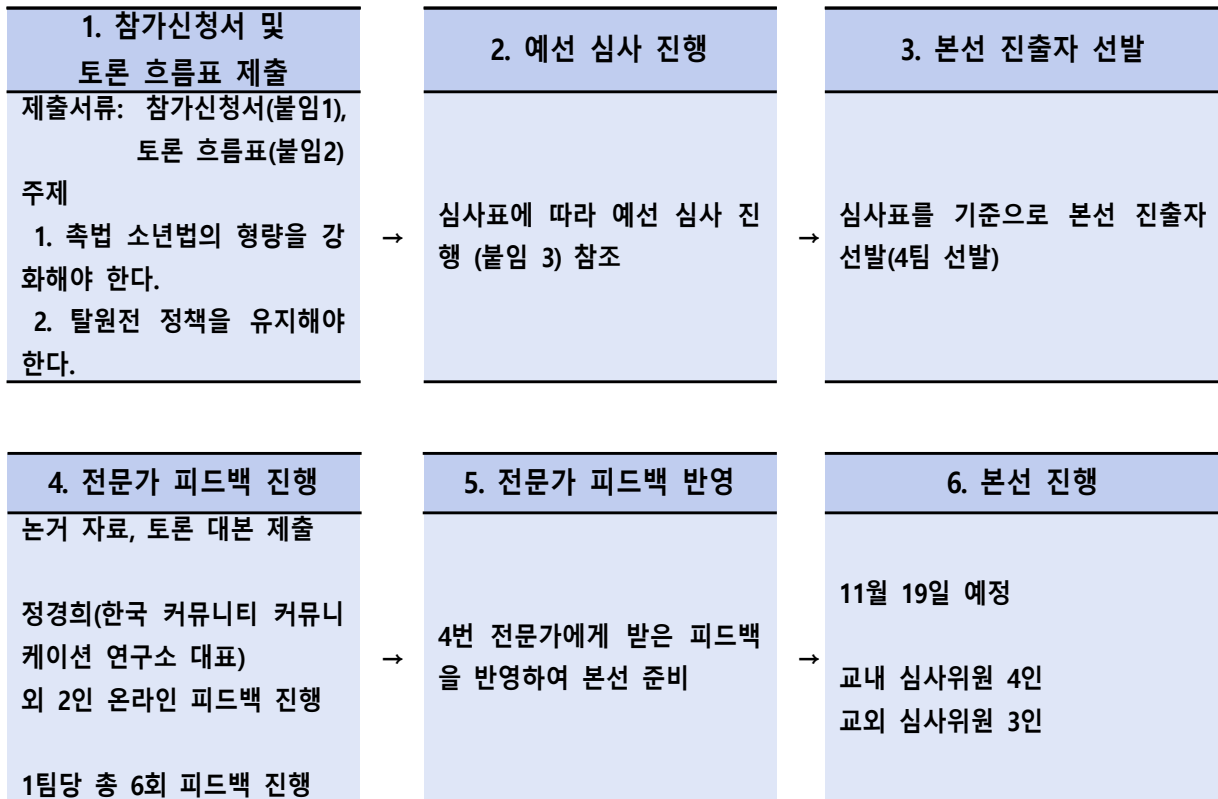 1. 참가신청서 및
토론 흐름표 제출
제출서류: 참가신청서(붙임1),
토론 흐름표(붙임2)
주제
1. 촉법 소년법의 형량을 강
화해야 한다.
2. 탈원전 정책을 유지해야
한다.
→
2. 예선 심사 진행
심사표에 따라 예선 심사 진
행 (붙임 3) 참조
→
3. 본선 진출자 선발
심사표를 기준으로 본선 진출자
선발(4팀 선발)
4. 전문가 피드백 진행
논거 자료, 토론 대본 제출
정경희(한국 커뮤니티 커뮤니
케이션 연구소 대표)
외 2인 온라인 피드백 진행
1팀당 총 6회 피드백 진행
→
5. 전문가 피드백 반영
4번 전문가에게 받은 피드백
을 반영하여 본선 준비
→
6. 본선 진행
11월 19일 예정
교내 심사위원 4인
교외 심사위원 3인